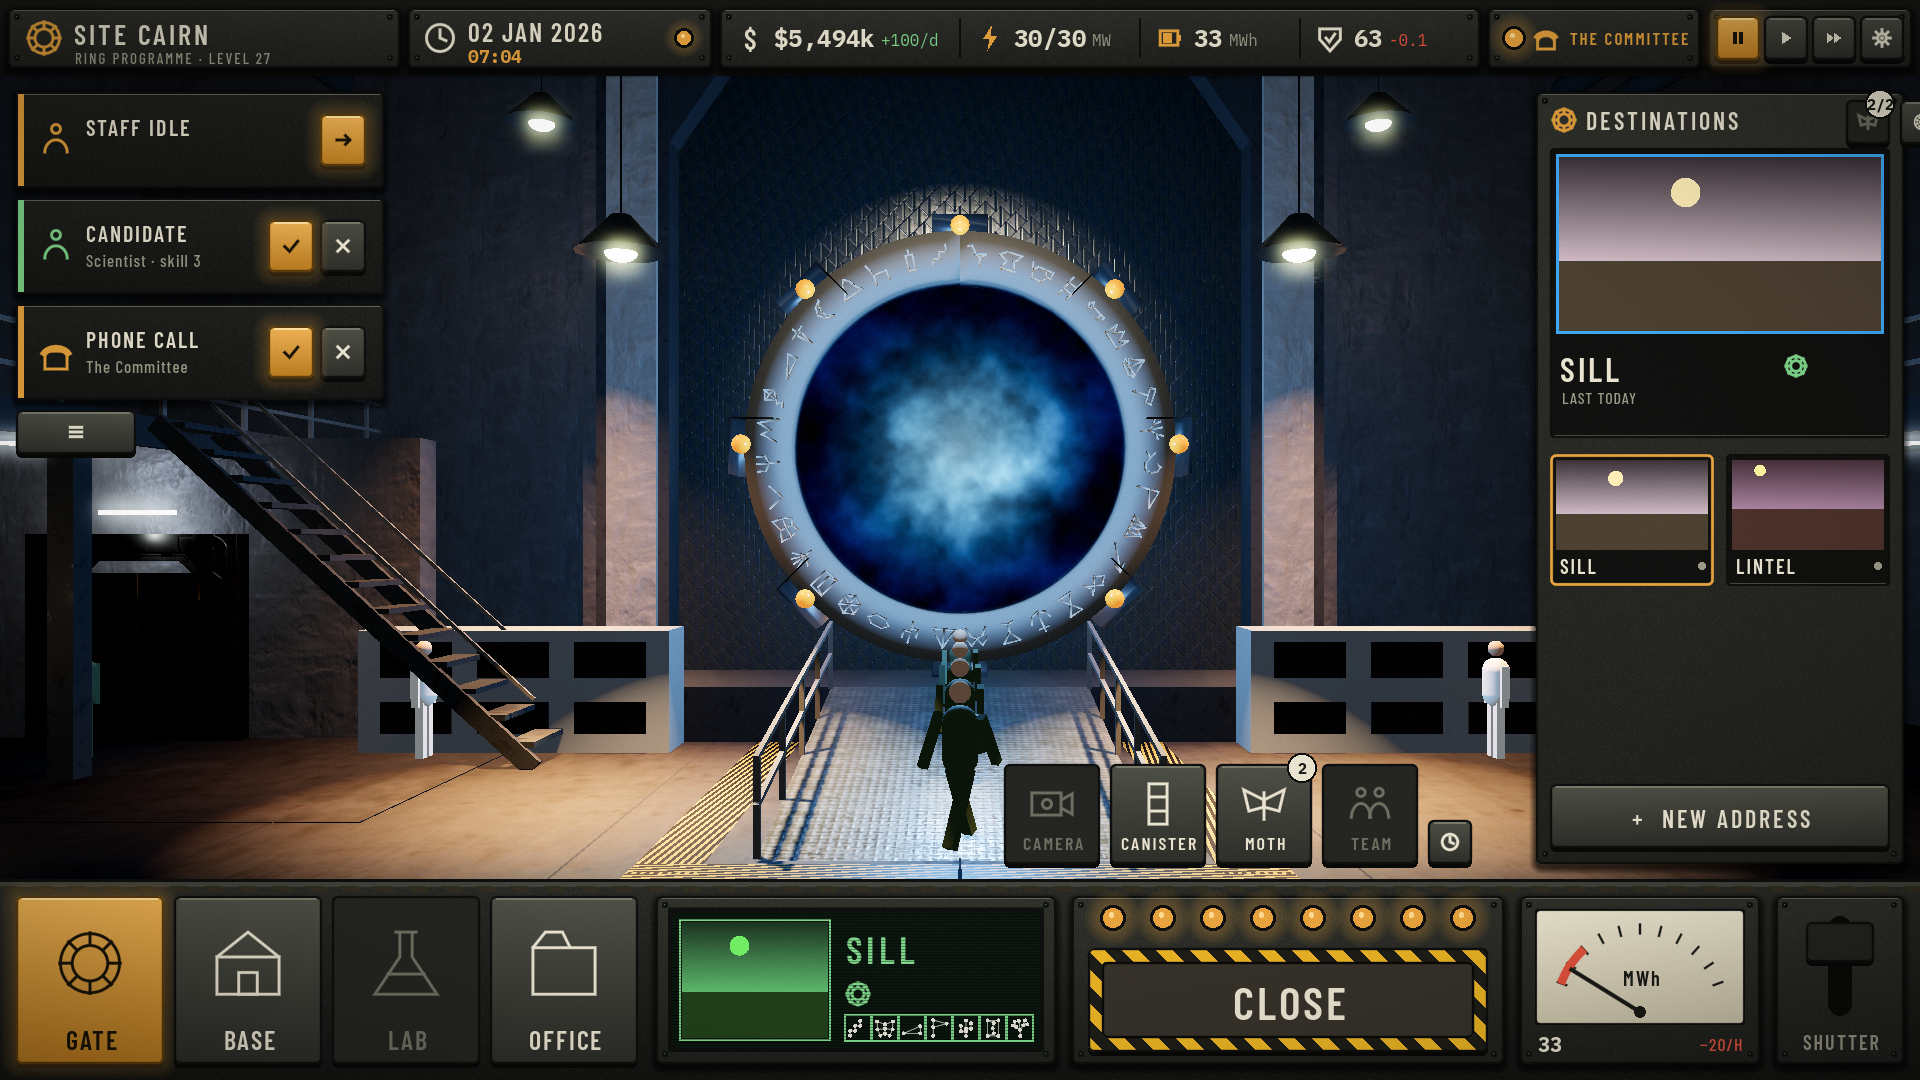 SITE CAIRN
RING PROGRAMME · LEVEL 27
02 JAN 2026
07:04
$ $5,494k +100/d
30/30 MW
33 MWh
63 -0.1
THE COMMITTEE
STAFF IDLE
CANDIDATE
Scientist · skill 3
PHONE CALL
The Committee
DESTINATIONS
2/2
SILL
LAST TODAY
SILL
LINTEL
+ NEW ADDRESS
CAMERA
CANISTER
2
MOTH
TEAM
GATE
BASE
LAB
OFFICE
SILL
CLOSE
MWh
33
-20/H
SHUTTER